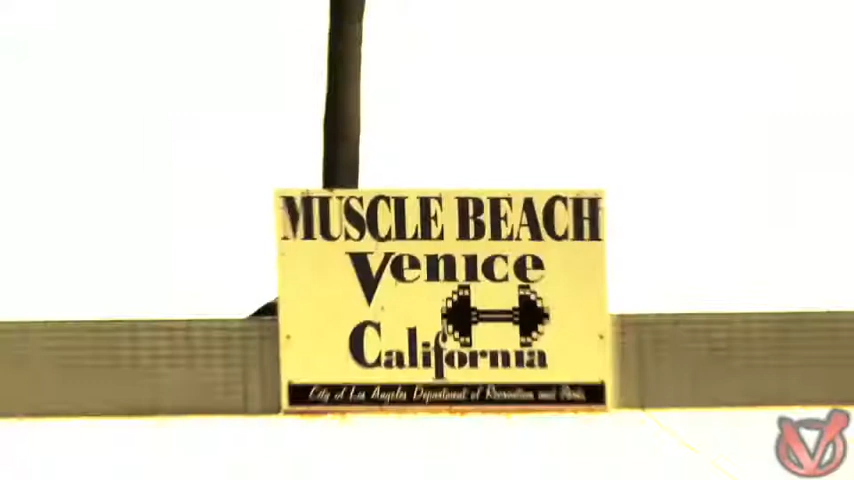 MUSCLE BEACH
Venice
California
City of Los Angeles Department of Recreation and Parks